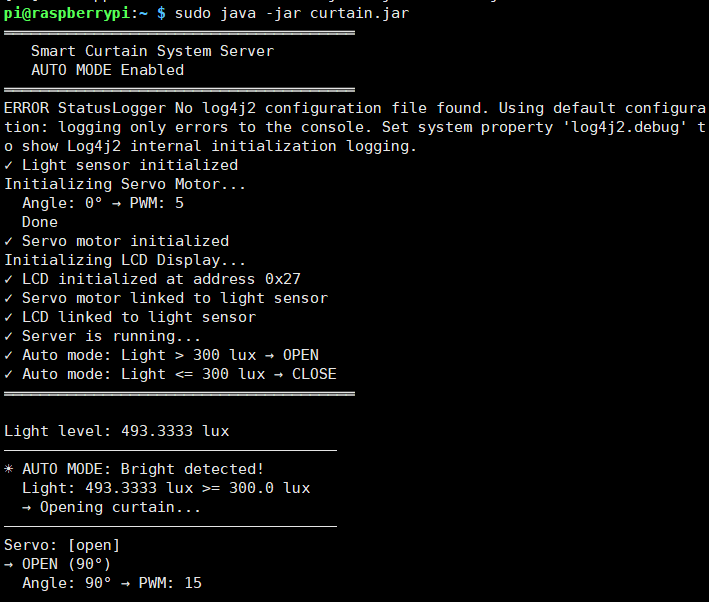 pi@raspberrypi:~ $ sudo java -jar curtain.jar
═══════════════════════════════════════
   Smart Curtain System Server
   AUTO MODE Enabled
═══════════════════════════════════════
ERROR StatusLogger No log4j2 configuration file found. Using default configura
tion: logging only errors to the console. Set system property 'log4j2.debug' t
o show Log4j2 internal initialization logging.
✓ Light sensor initialized
Initializing Servo Motor...
  Angle: 0° → PWM: 5
  Done
✓ Servo motor initialized
Initializing LCD Display...
✓ LCD initialized at address 0x27
✓ Servo motor linked to light sensor
✓ LCD linked to light sensor
✓ Server is running...
✓ Auto mode: Light > 300 lux → OPEN
✓ Auto mode: Light <= 300 lux → CLOSE
═══════════════════════════════════════

Light level: 493.3333 lux
─────────────────────────────────────
☀ AUTO MODE: Bright detected!
  Light: 493.3333 lux >= 300.0 lux
  → Opening curtain...
─────────────────────────────────────
Servo: [open]
→ OPEN (90°)
  Angle: 90° → PWM: 15